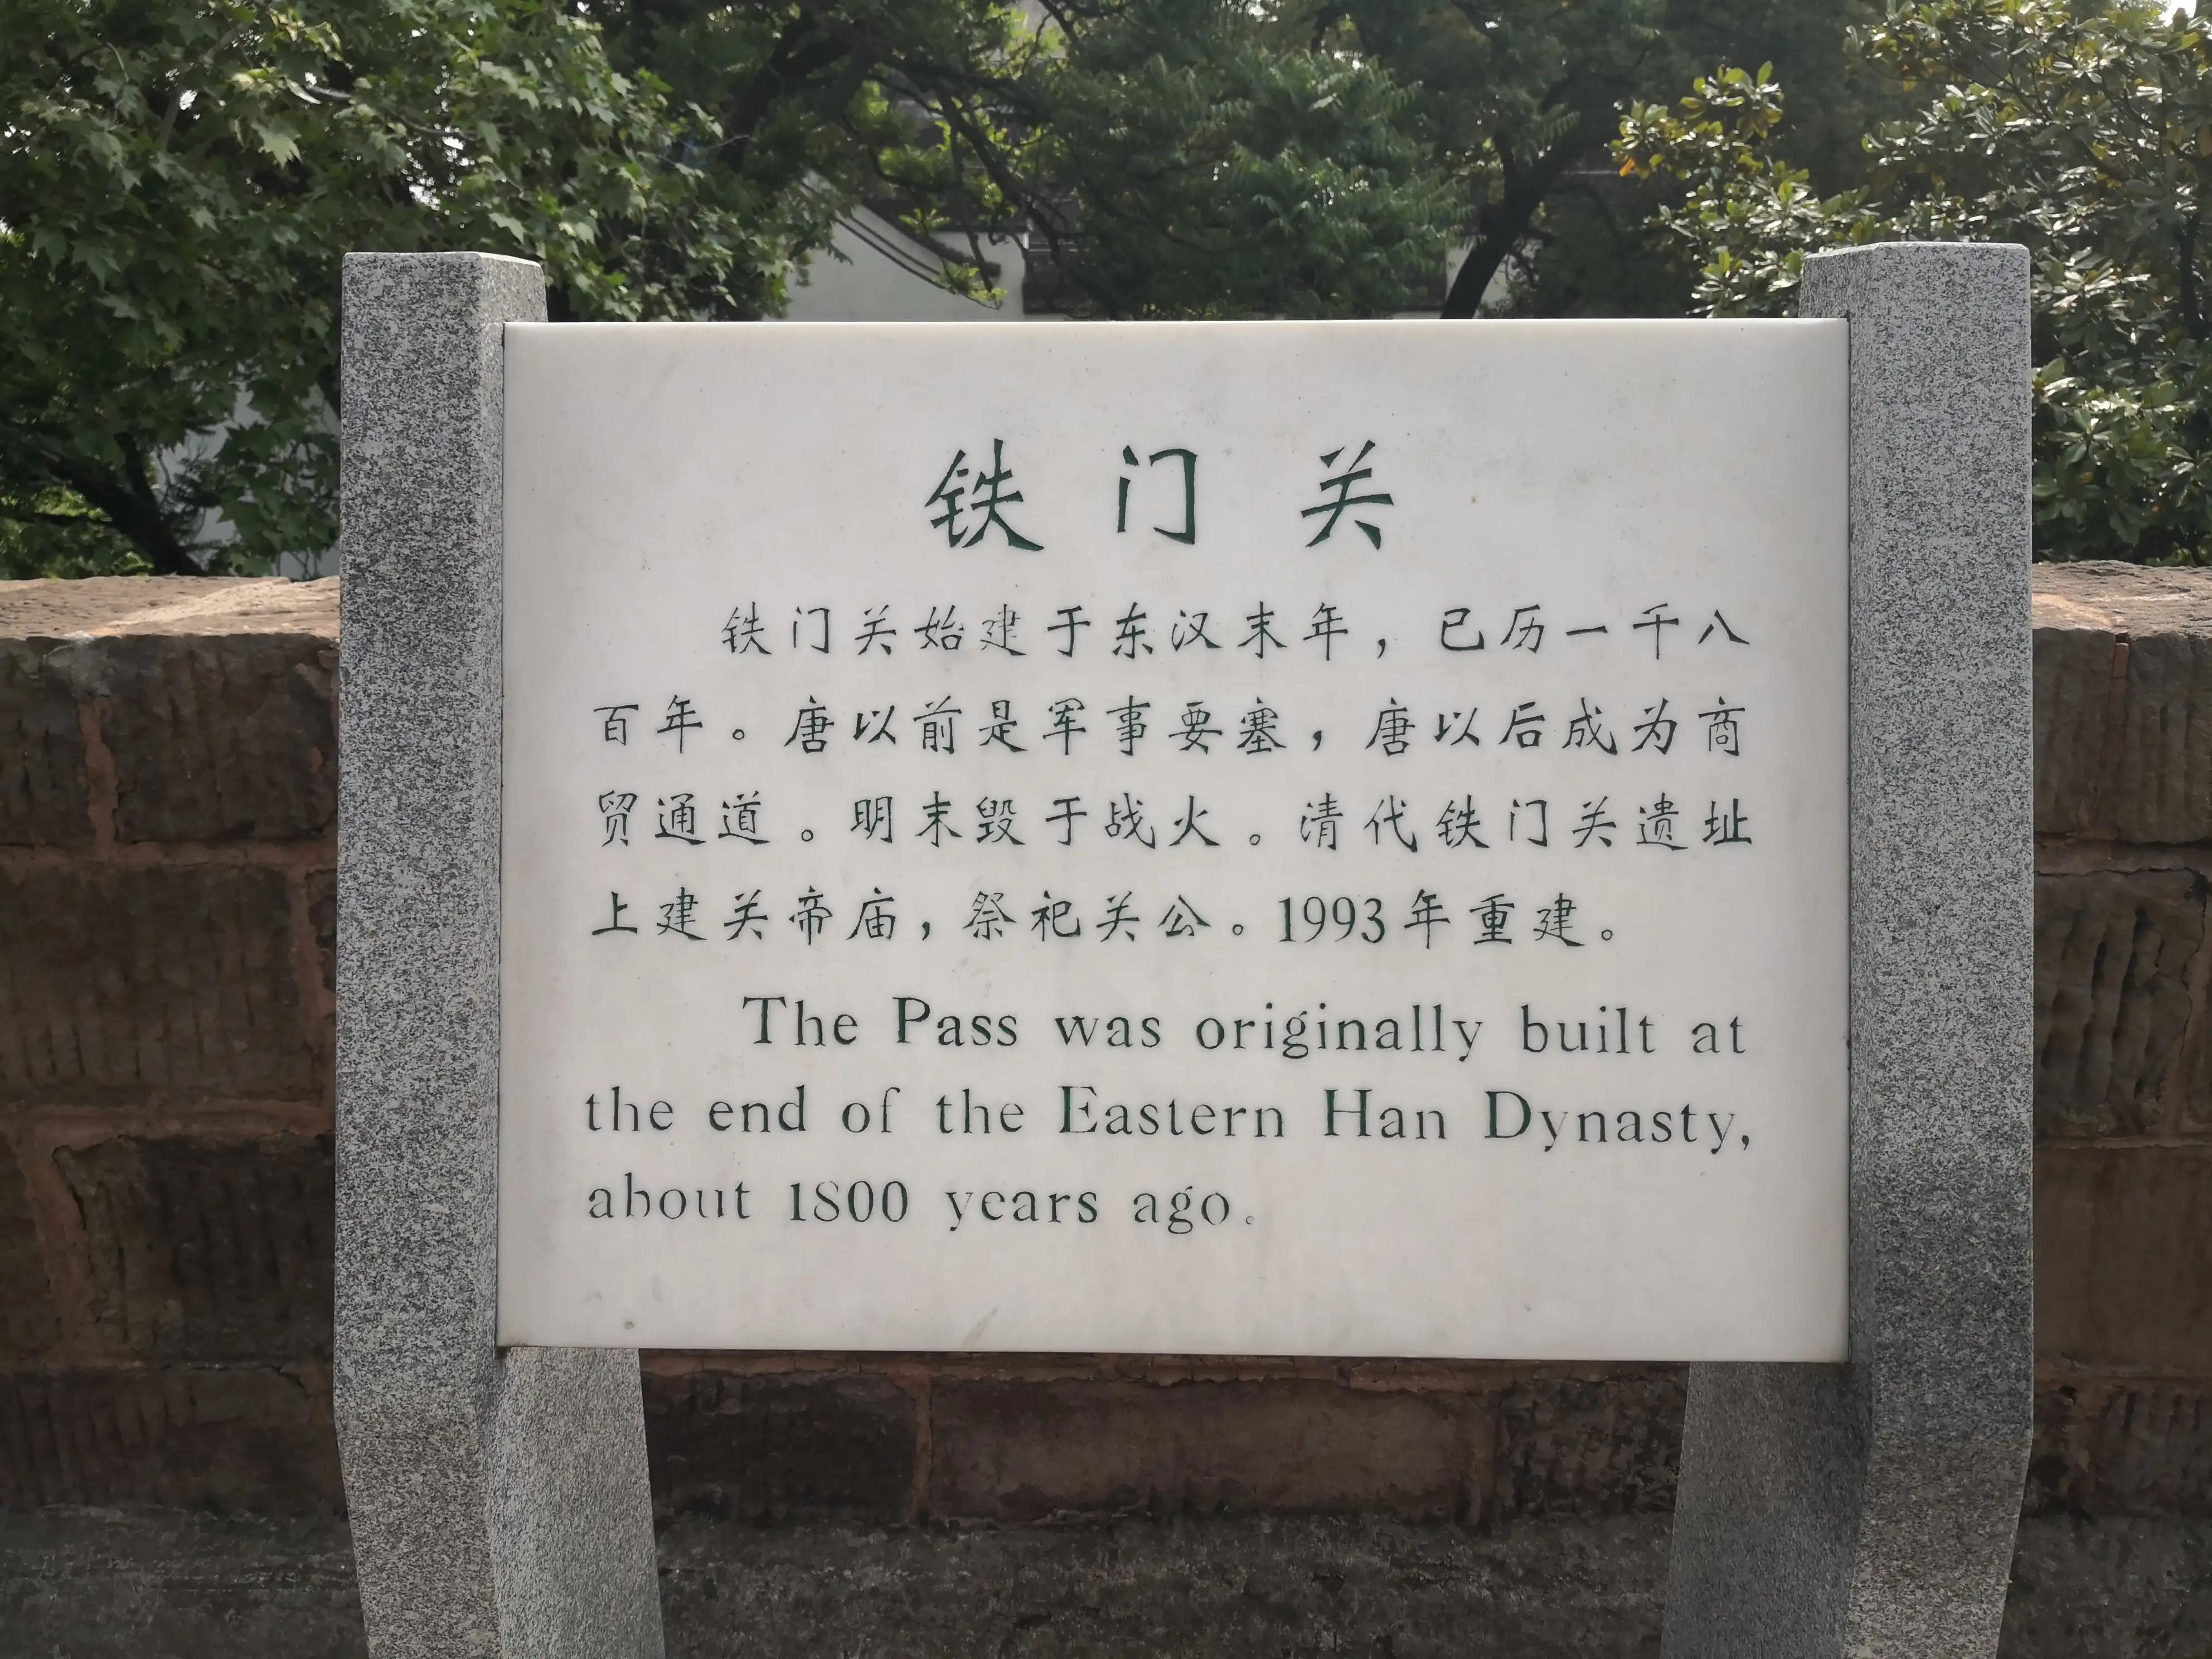 铁门关
铁门关始建于东汉末年，已历一千八
百年。唐以前是军事要塞，唐以后成为商
贸通道。明末毁于战火。清代铁门关遗址
上建关帝庙，祭祀关公。1993年重建。
The Pass was originally built at
the end of the Eastern Han Dynasty,
about 1800 years ago。